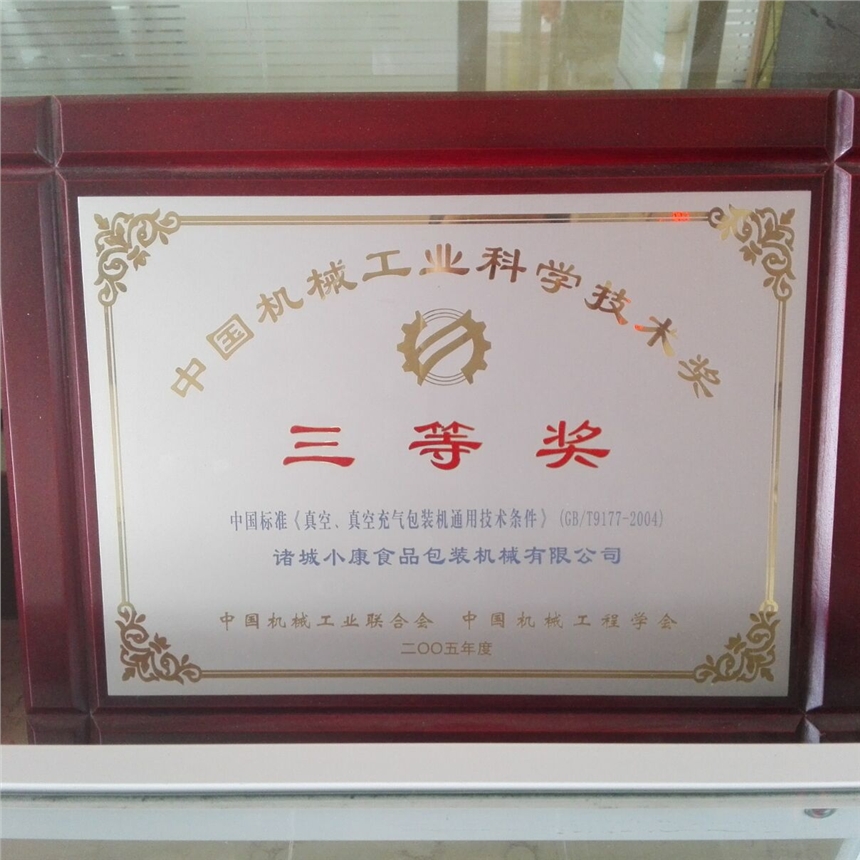 中国机械工业科学技术奖
三等奖
中国标准《真空、真空充气包装机通用技术条件》(GB/T9177-2004)
诸城小康食品包装机械有限公司
中国机械工业联合会 中国机械工程学会
二〇〇五年度